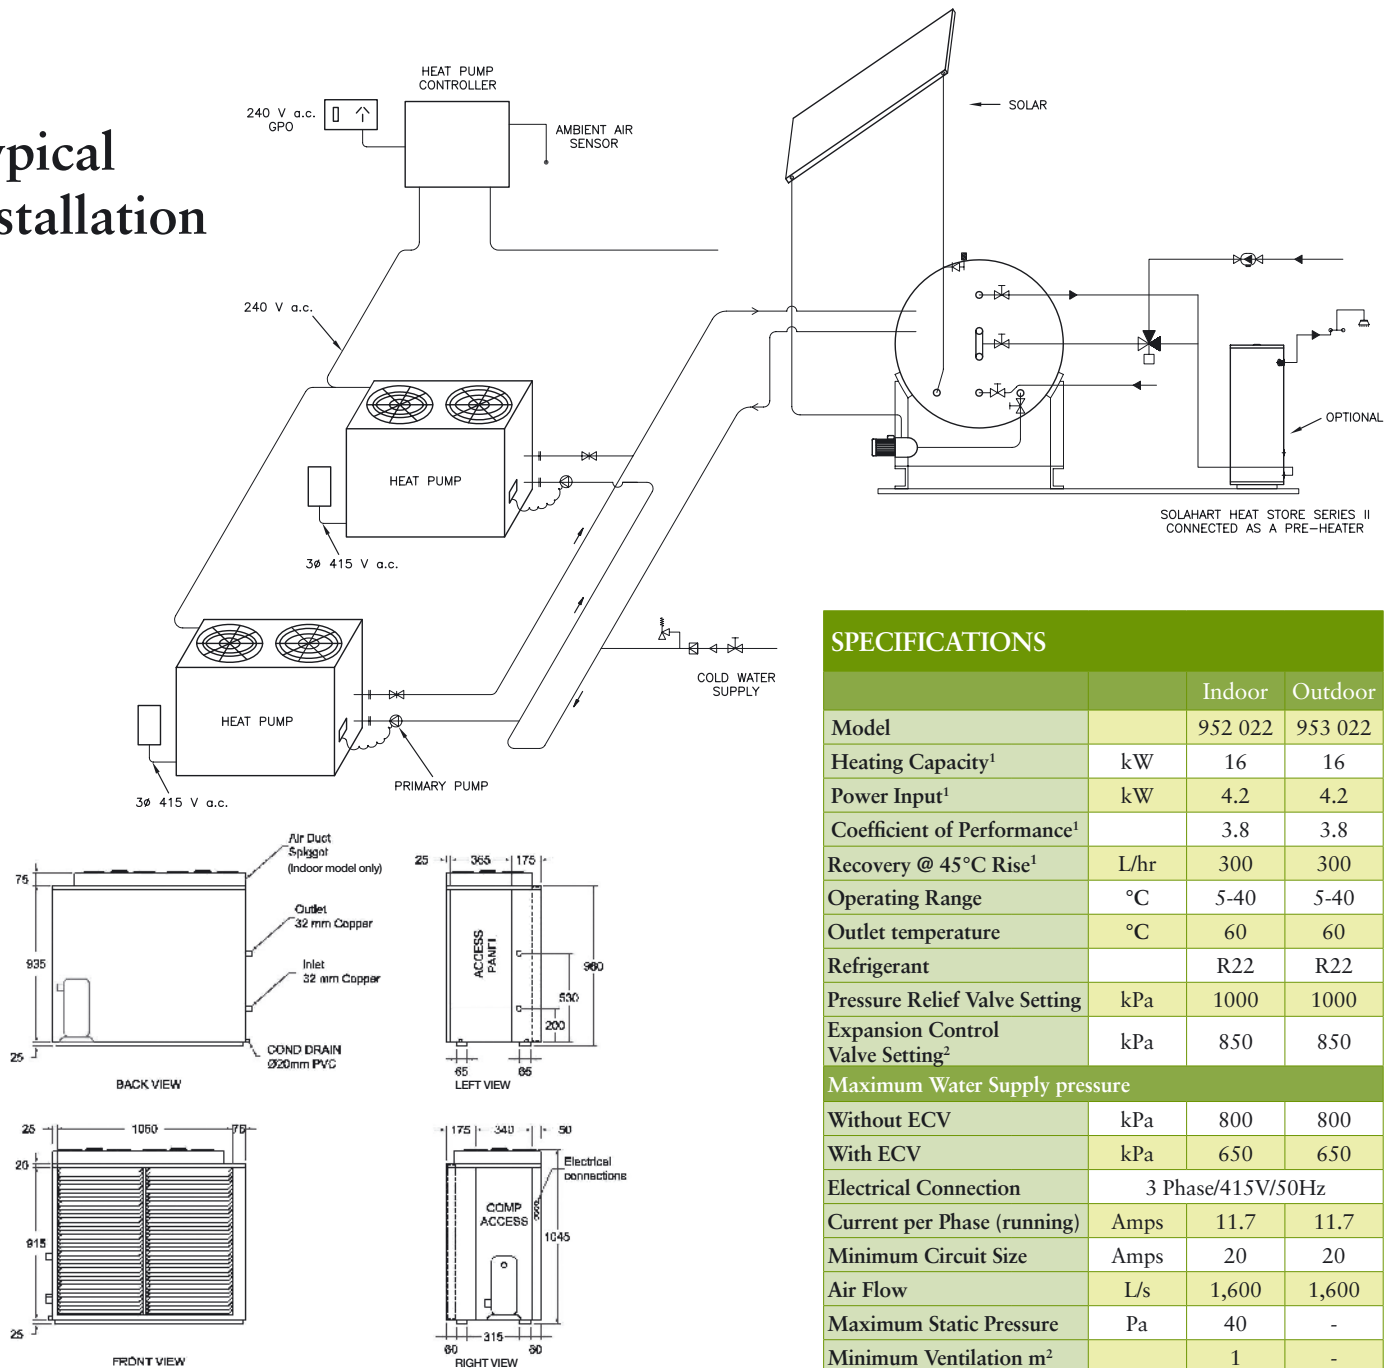 ypical
stallation
HEAT PUMP
CONTROLLER
240 V a.c.
GPO
AMBIENT AIR
SENSOR
SOLAR
240 V a.c.
HEAT PUMP
3ø 415 V a.c.
OPTIONAL
SOLAHART HEAT STORE SERIES II
CONNECTED AS A PRE-HEATER
HEAT PUMP
3ø 415 V a.c.
PRIMARY PUMP
COLD WATER
SUPPLY
Air Duct
Spiggot
(Indoor model only)
Outlet
32 mm Copper
Inlet
32 mm Copper
COND DRAIN
Ø20mm PVC
75
935
25
BACK VIEW
25 365 175
ACCESS
PANEL
960
530
200
65 65
LEFT VIEW
25 1060 75
20
915
25
FRONT VIEW
175 340 50
Electrical
connections
COMP
ACCESS
1045
315
60 60
RIGHT VIEW
SPECIFICATIONS
Indoor Outdoor
Model 952 022 953 022
Heating Capacity¹ kW 16 16
Power Input¹ kW 4.2 4.2
Coefficient of Performance¹ 3.8 3.8
Recovery @ 45°C Rise¹ L/hr 300 300
Operating Range °C 5-40 5-40
Outlet temperature °C 60 60
Refrigerant R22 R22
Pressure Relief Valve Setting kPa 1000 1000
Expansion Control
Valve Setting² kPa 850 850
Maximum Water Supply pressure
Without ECV kPa 800 800
With ECV kPa 650 650
Electrical Connection 3 Phase/415V/50Hz
Current per Phase (running) Amps 11.7 11.7
Minimum Circuit Size Amps 20 20
Air Flow L/s 1,600 1,600
Maximum Static Pressure Pa 40 -
Minimum Ventilation m² 1 -